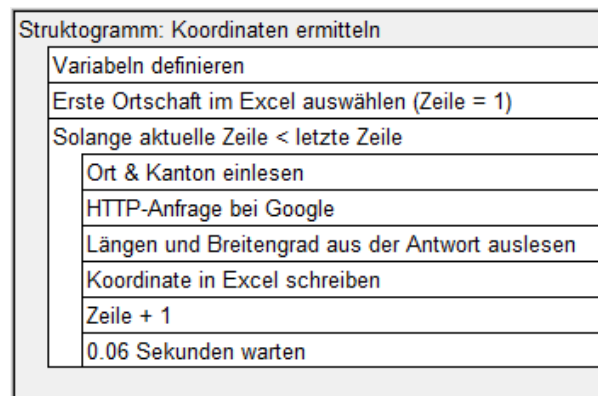 Struktogramm: Koordinaten ermitteln
Variabeln definieren
Erste Ortschaft im Excel auswählen (Zeile = 1)
Solange aktuelle Zeile < letzte Zeile
Ort & Kanton einlesen
HTTP-Anfrage bei Google
Längen und Breitengrad aus der Antwort auslesen
Koordinate in Excel schreiben
Zeile + 1
0.06 Sekunden warten